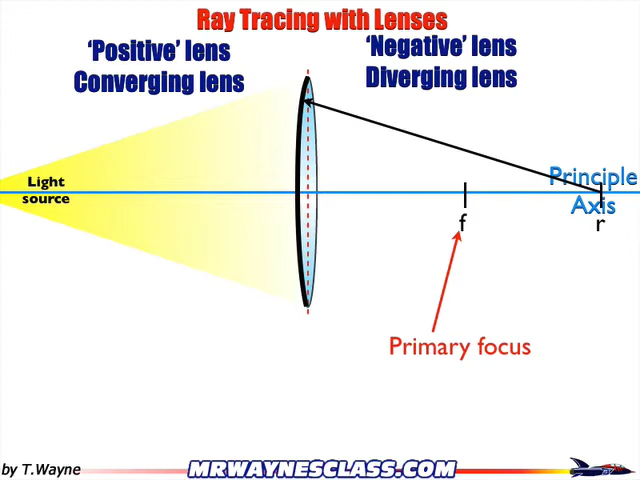 Ray Tracing with Lenses
‘Positive’ lens
Converging lens
‘Negative’ lens
Diverging lens
Light
source
Principle
Axis
f
r
Primary focus
by T.Wayne
MRWAYNESCLASS.COM